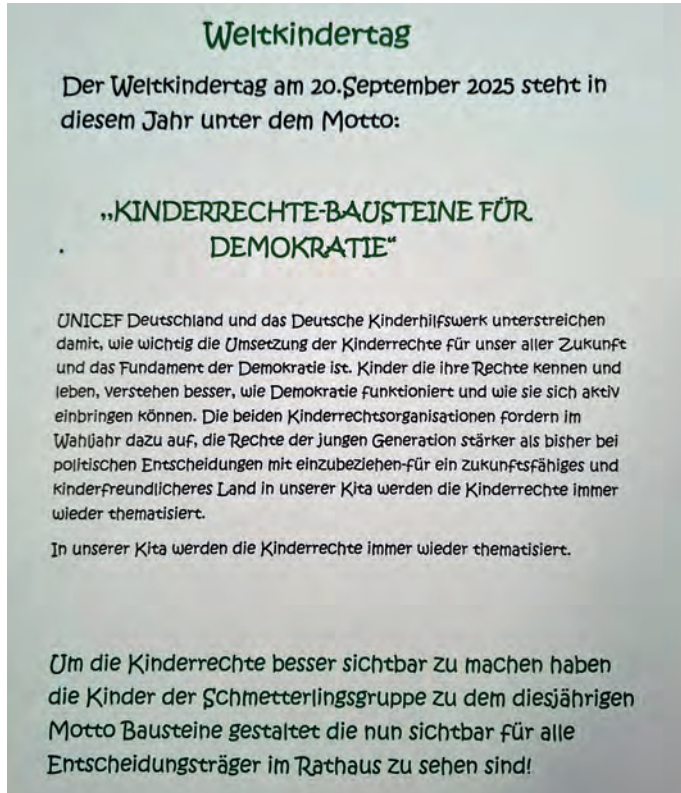 Weltkindertag
Der Weltkindertag am 20.September 2025 steht in
diesem Jahr unter dem Motto:
„KINDERRECHTE-BAUSTEINE FÜR
DEMOKRATIE“
UNICEF Deutschland und das Deutsche Kinderhilfswerk unterstreichen
damit, wie wichtig die Umsetzung der Kinderrechte für unser aller Zukunft
und das Fundament der Demokratie ist. Kinder die ihre Rechte kennen und
leben, verstehen besser, wie Demokratie funktioniert und wie sie sich aktiv
einbringen können. Die beiden Kinderrechtsorganisationen fordern im
Wahljahr dazu auf, die Rechte der jungen Generation stärker als bisher bei
politischen Entscheidungen mit einzubeziehen-für ein zukunftsfähiges und
kinderfreundlicheres Land in unserer Kita werden die Kinderrechte immer
wieder thematisiert.
In unserer Kita werden die Kinderrechte immer wieder thematisiert.
Um die Kinderrechte besser sichtbar zu machen haben
die Kinder der Schmetterlingsgruppe zu dem diesjährigen
Motto Bausteine gestaltet die nun sichtbar für alle
Entscheidungsträger im Rathaus zu sehen sind!